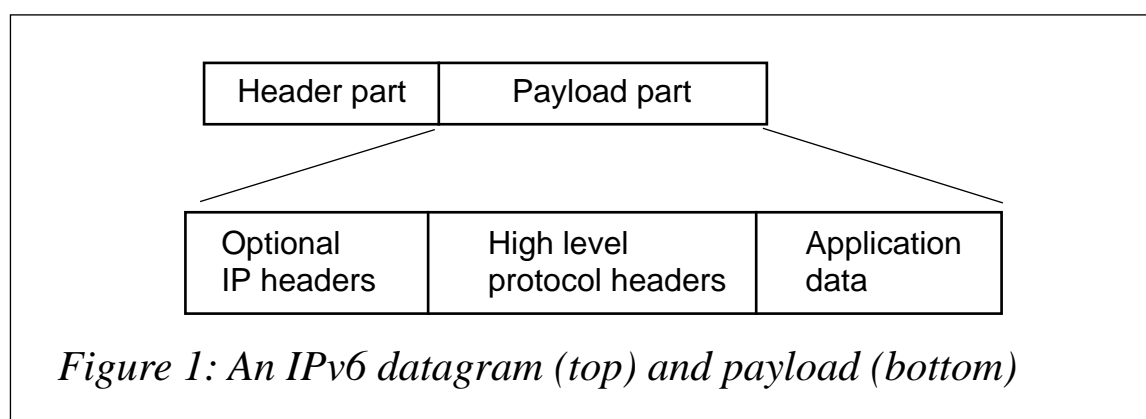 Header part
Payload part
Optional
IP headers
High level
protocol headers
Application
data
Figure 1: An IPv6 datagram (top) and payload (bottom)